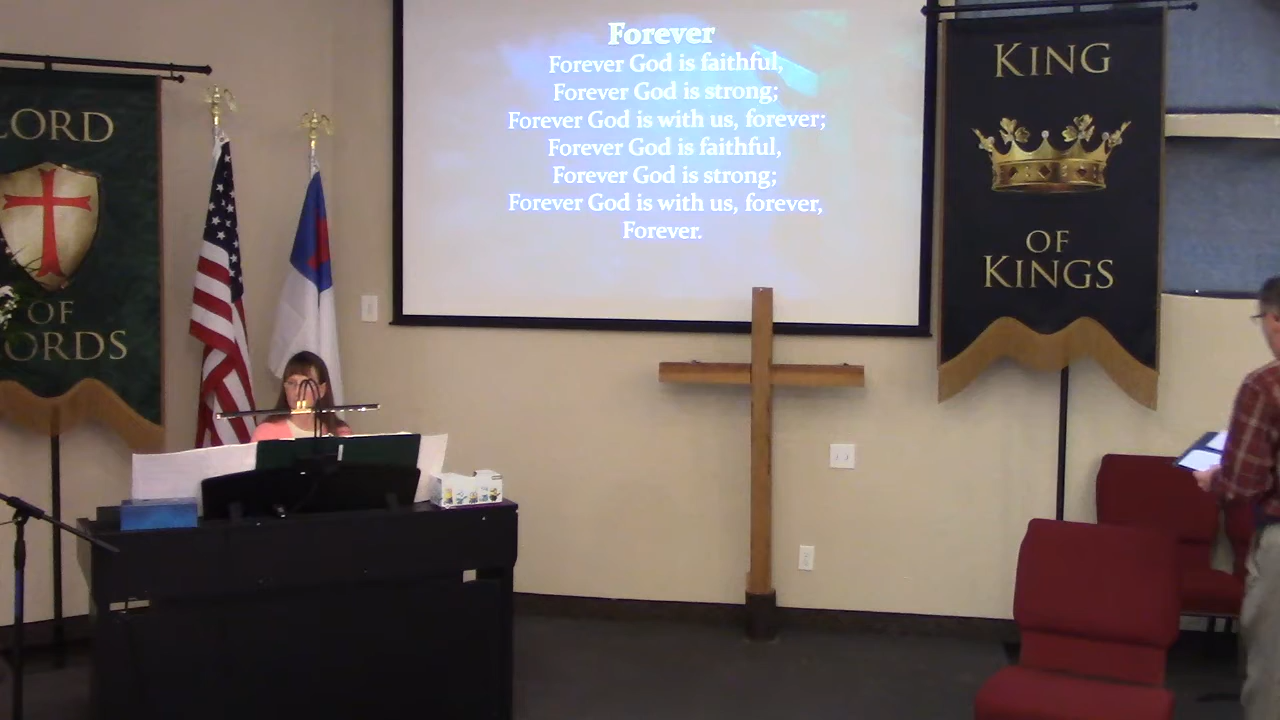 Forever
Forever God is faithful,
Forever God is strong;
Forever God is with us, forever;
Forever God is faithful,
Forever God is strong;
Forever God is with us, forever,
Forever.
LORD
OF
LORDS
KING
OF
KINGS